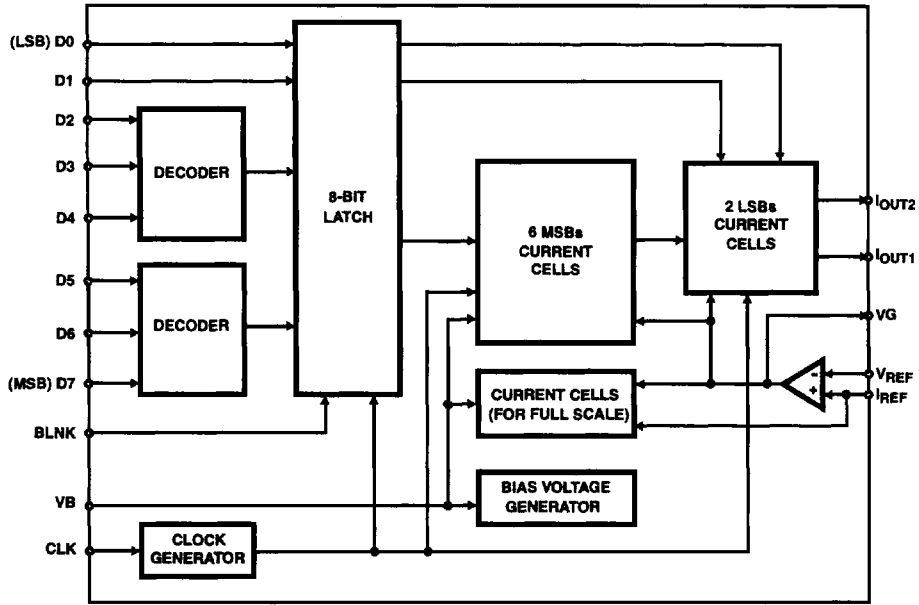 (LSB) D0
D1
D2
D3
D4
D5
D6
(MSB) D7
BLNK
VB
CLK
DECODER
DECODER
8-BIT
LATCH
CLOCK
GENERATOR
6 MSBs
CURRENT
CELLS
CURRENT CELLS
(FOR FULL SCALE)
BIAS VOLTAGE
GENERATOR
2 LSBs
CURRENT
CELLS
-
+
IOUT2
IOUT1
VG
VREF
IREF